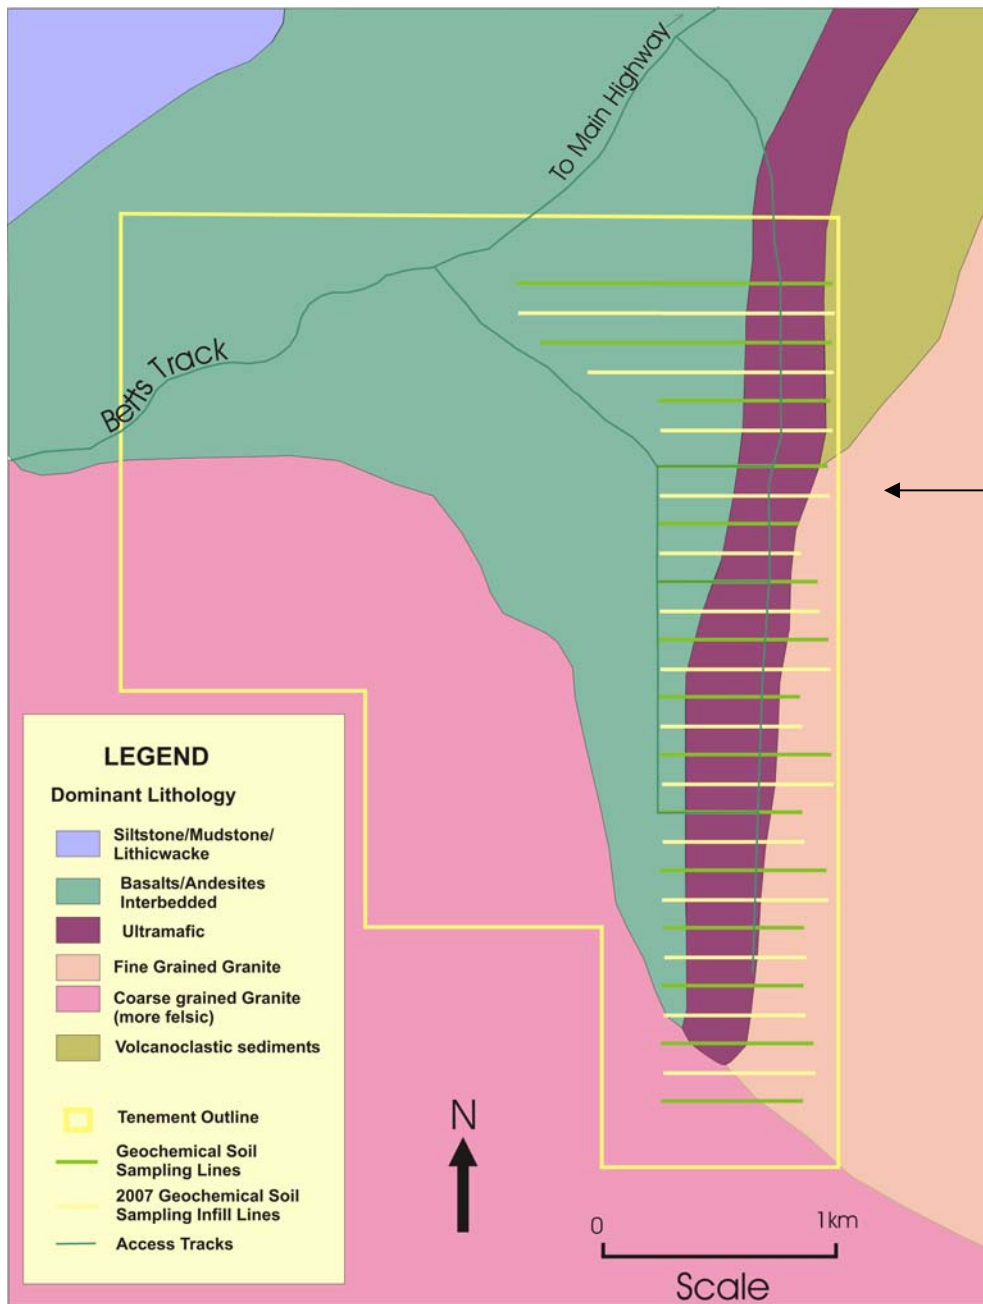 To Main Highway
Betts Track
LEGEND
Dominant Lithology
Siltstone/Mudstone/
Lithicwacke
Basalts/Andesites
Interbedded
Ultramafic
Fine Grained Granite
Coarse grained Granite
(more felsic)
Volcanoclastic sediments
Tenement Outline
Geochemical Soil
Sampling Lines
2007 Geochemical Soil
Sampling Infill Lines
Access Tracks
N
0 1km
Scale